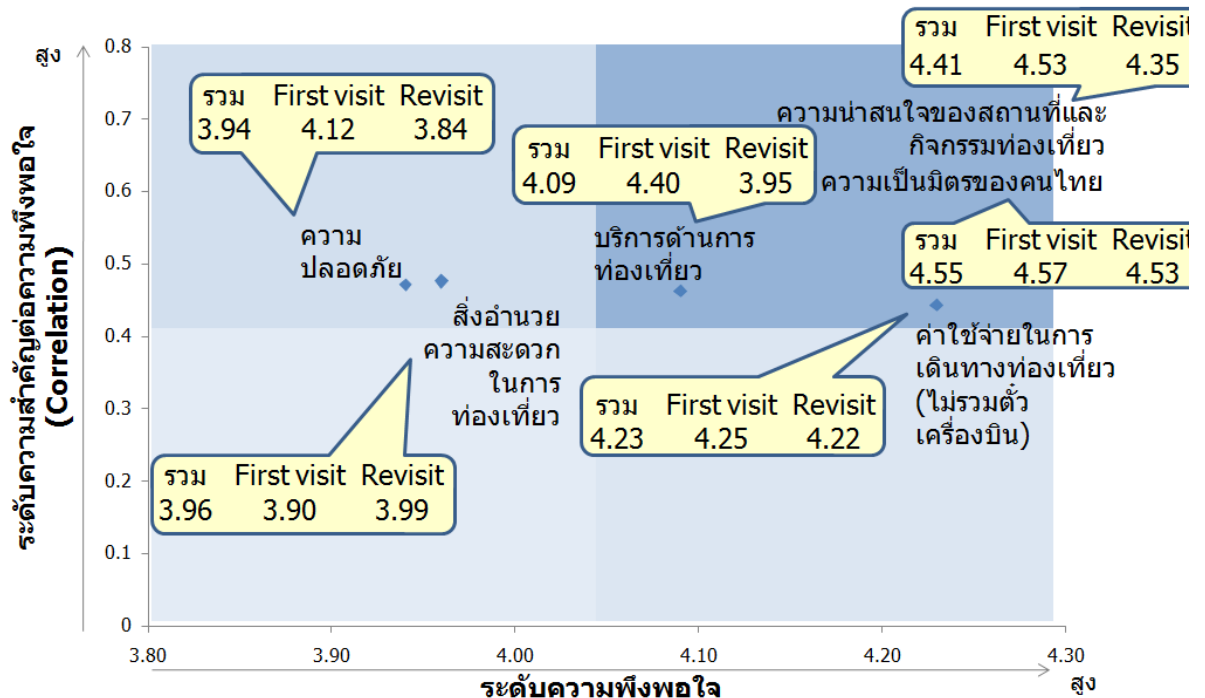 สูง
ระดับความสำคัญต่อความพึงพอใจ
(Correlation)
0.8
0.7
0.6
0.5
0.4
0.3
0.2
0.1
0
รวม First visit Revisit
4.41 4.53 4.35
ความน่าสนใจของสถานที่และ
กิจกรรมท่องเที่ยว
รวม First visit Revisit
3.94 4.12 3.84
ความ
ปลอดภัย
รวม First visit Revisit
4.09 4.40 3.95
บริการด้านการ
ท่องเที่ยว
ความเป็นมิตรของคนไทย
รวม First visit Revisit
4.55 4.57 4.53
สิ่งอำนวย
ความสะดวก
ในการ
ท่องเที่ยว
รวม First visit Revisit
3.96 3.90 3.99
ค่าใช้จ่ายในการ
เดินทางท่องเที่ยว
(ไม่รวมตั๋ว
เครื่องบิน)
รวม First visit Revisit
4.23 4.25 4.22
3.80 3.90 4.00 4.10 4.20 4.30
ระดับความพึงพอใจ
สูง